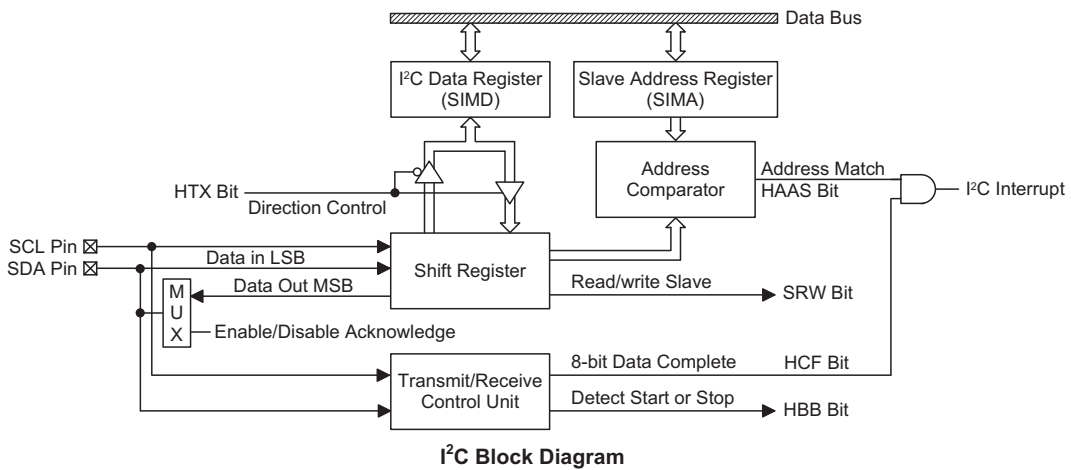 Data Bus
I²C Data Register
(SIMD)
Slave Address Register
(SIMA)
HTX Bit
Direction Control
Address
Comparator
Address Match
HAAS Bit
I²C Interrupt
SCL Pin
SDA Pin
Data in LSB
Shift Register
Data Out MSB
Read/write Slave
SRW Bit
M
U
X
Enable/Disable Acknowledge
Transmit/Receive
Control Unit
8-bit Data Complete
HCF Bit
Detect Start or Stop
HBB Bit
I²C Block Diagram